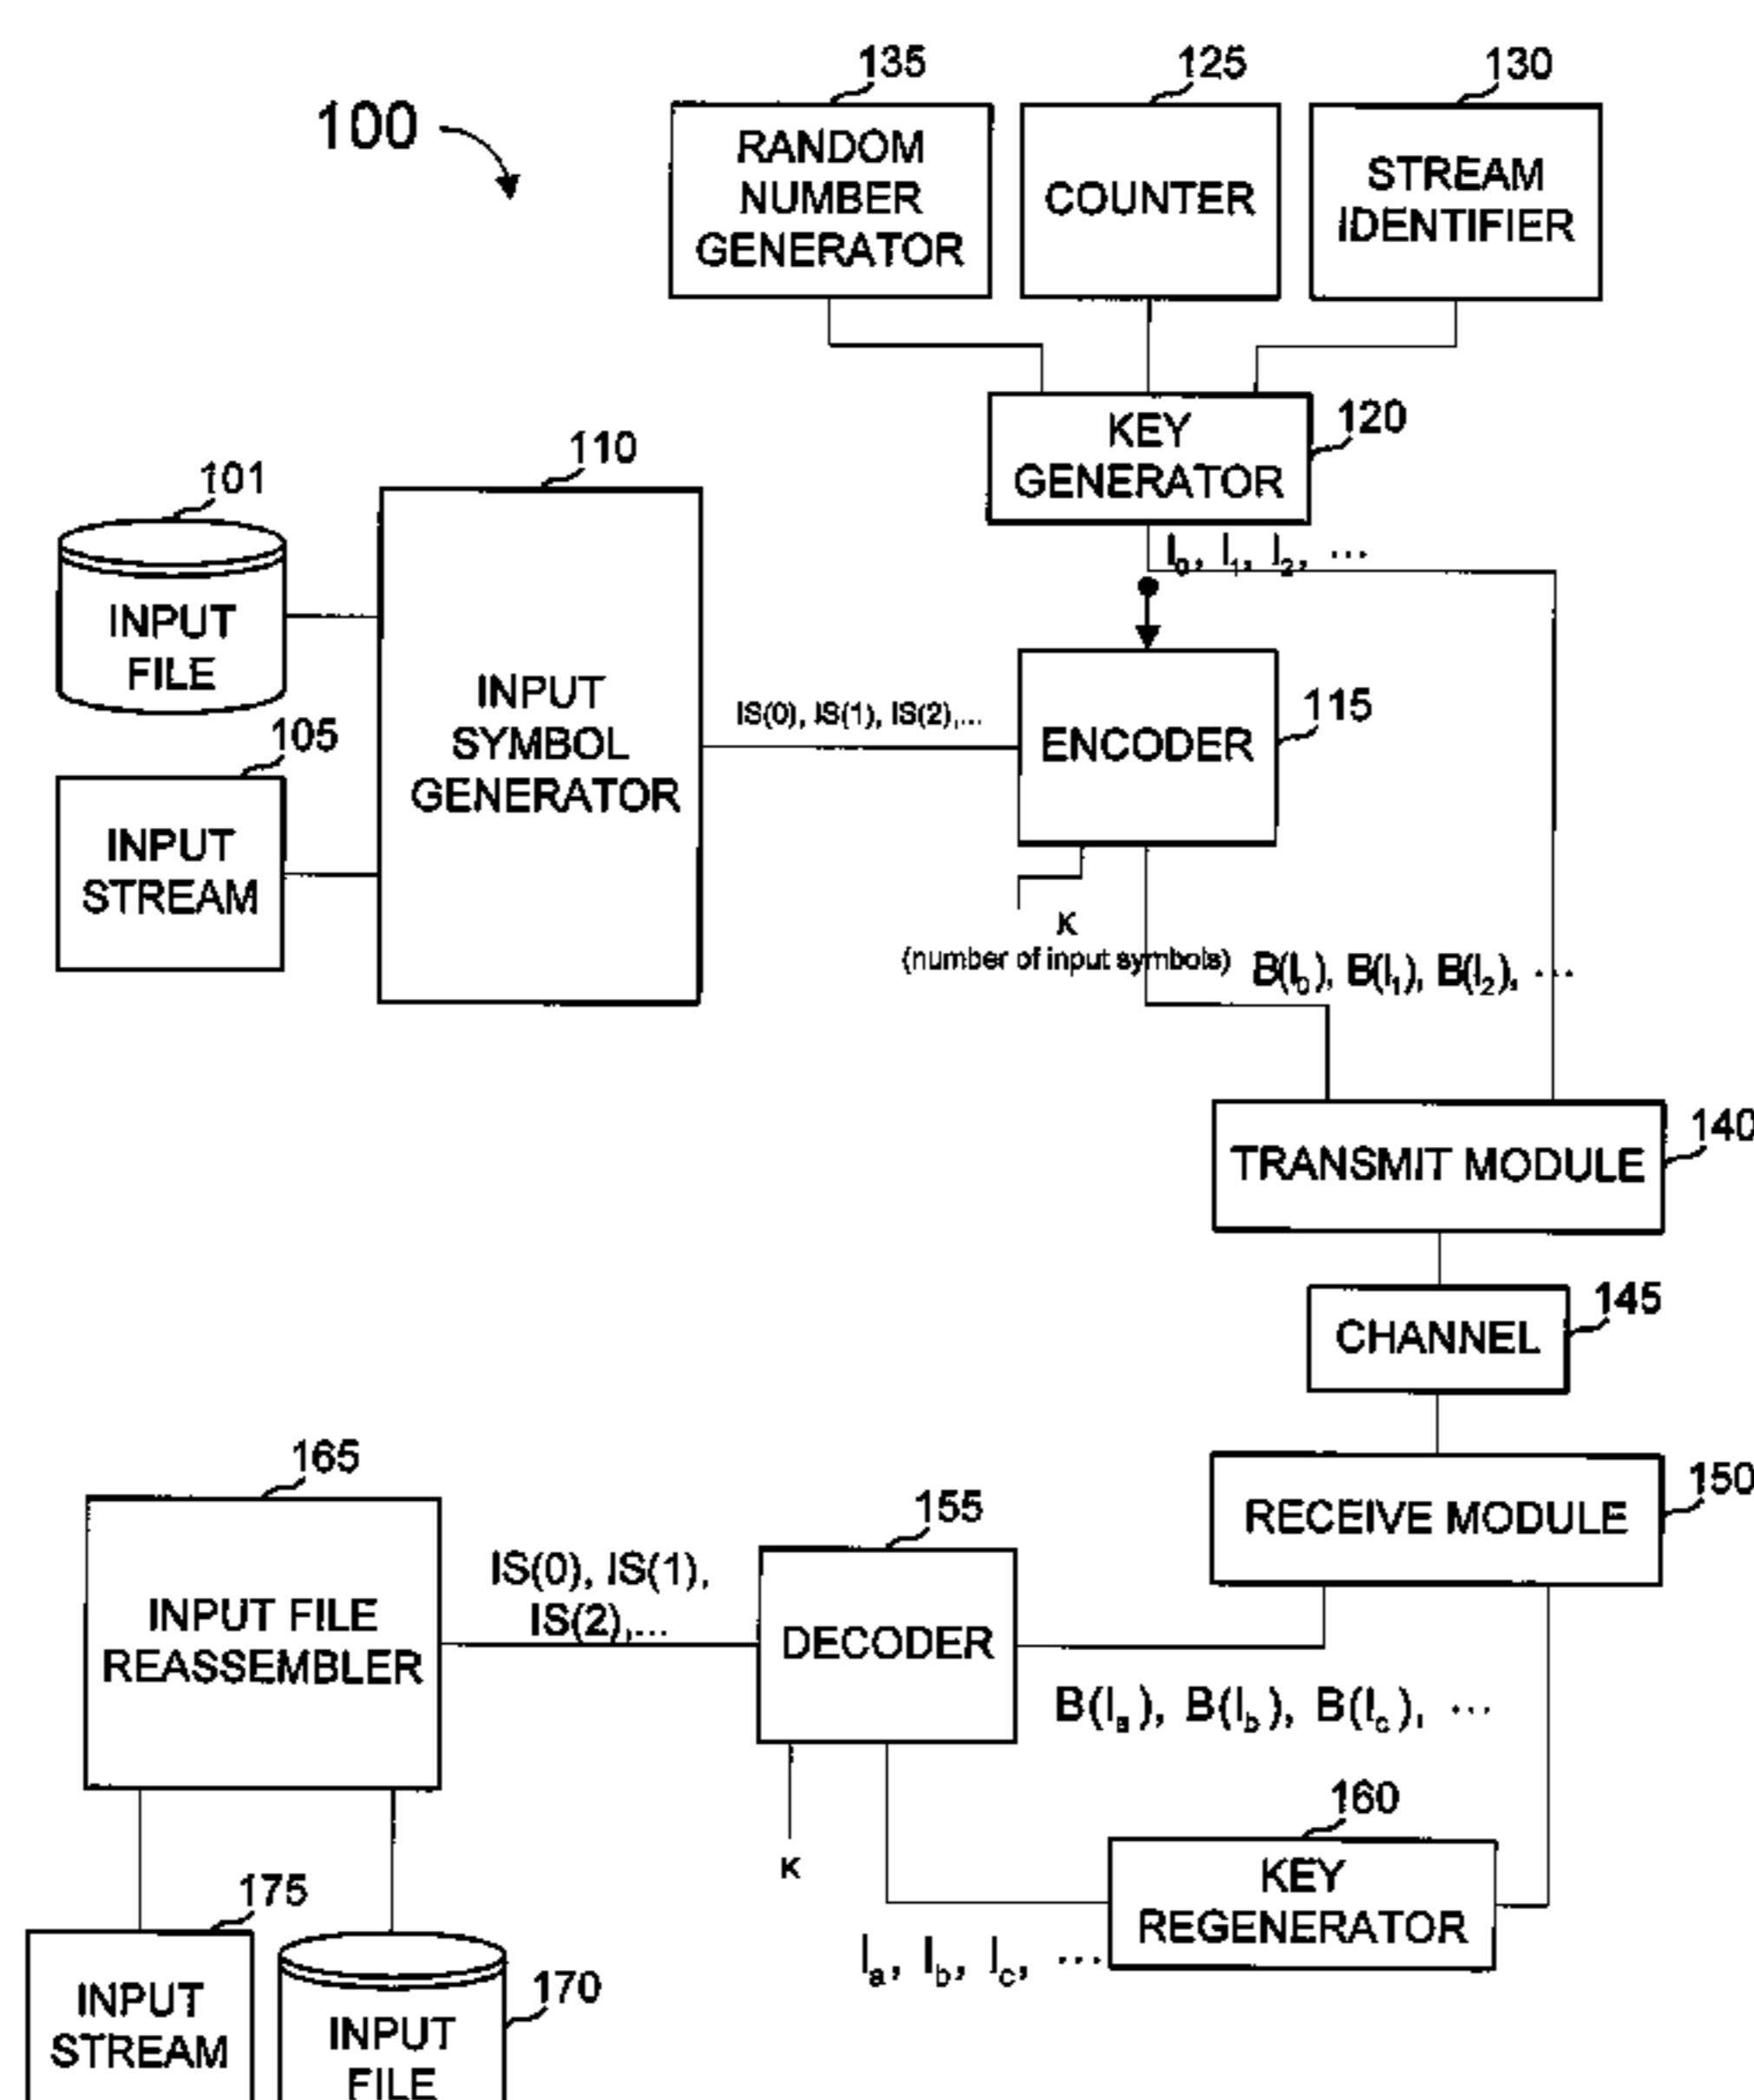 135
125
130
100
RANDOM
NUMBER
GENERATOR
COUNTER
STREAM
IDENTIFIER
KEY
GENERATOR
120
I0, I1, I2, ...
101
INPUT
FILE
110
INPUT
SYMBOL
GENERATOR
105
INPUT
STREAM
IS(0), IS(1), IS(2),...
ENCODER
115
K
(number of input symbols)
B(I0), B(I1), B(I2), ...
TRANSMIT MODULE
140
CHANNEL
145
RECEIVE MODULE
150
165
INPUT FILE
REASSEMBLER
IS(0), IS(1),
IS(2),...
155
DECODER
B(Ia), B(Ib), B(Ic), ...
K
160
KEY
REGENERATOR
Ia, Ib, Ic, ...
175
INPUT
STREAM
170
INPUT
FILE